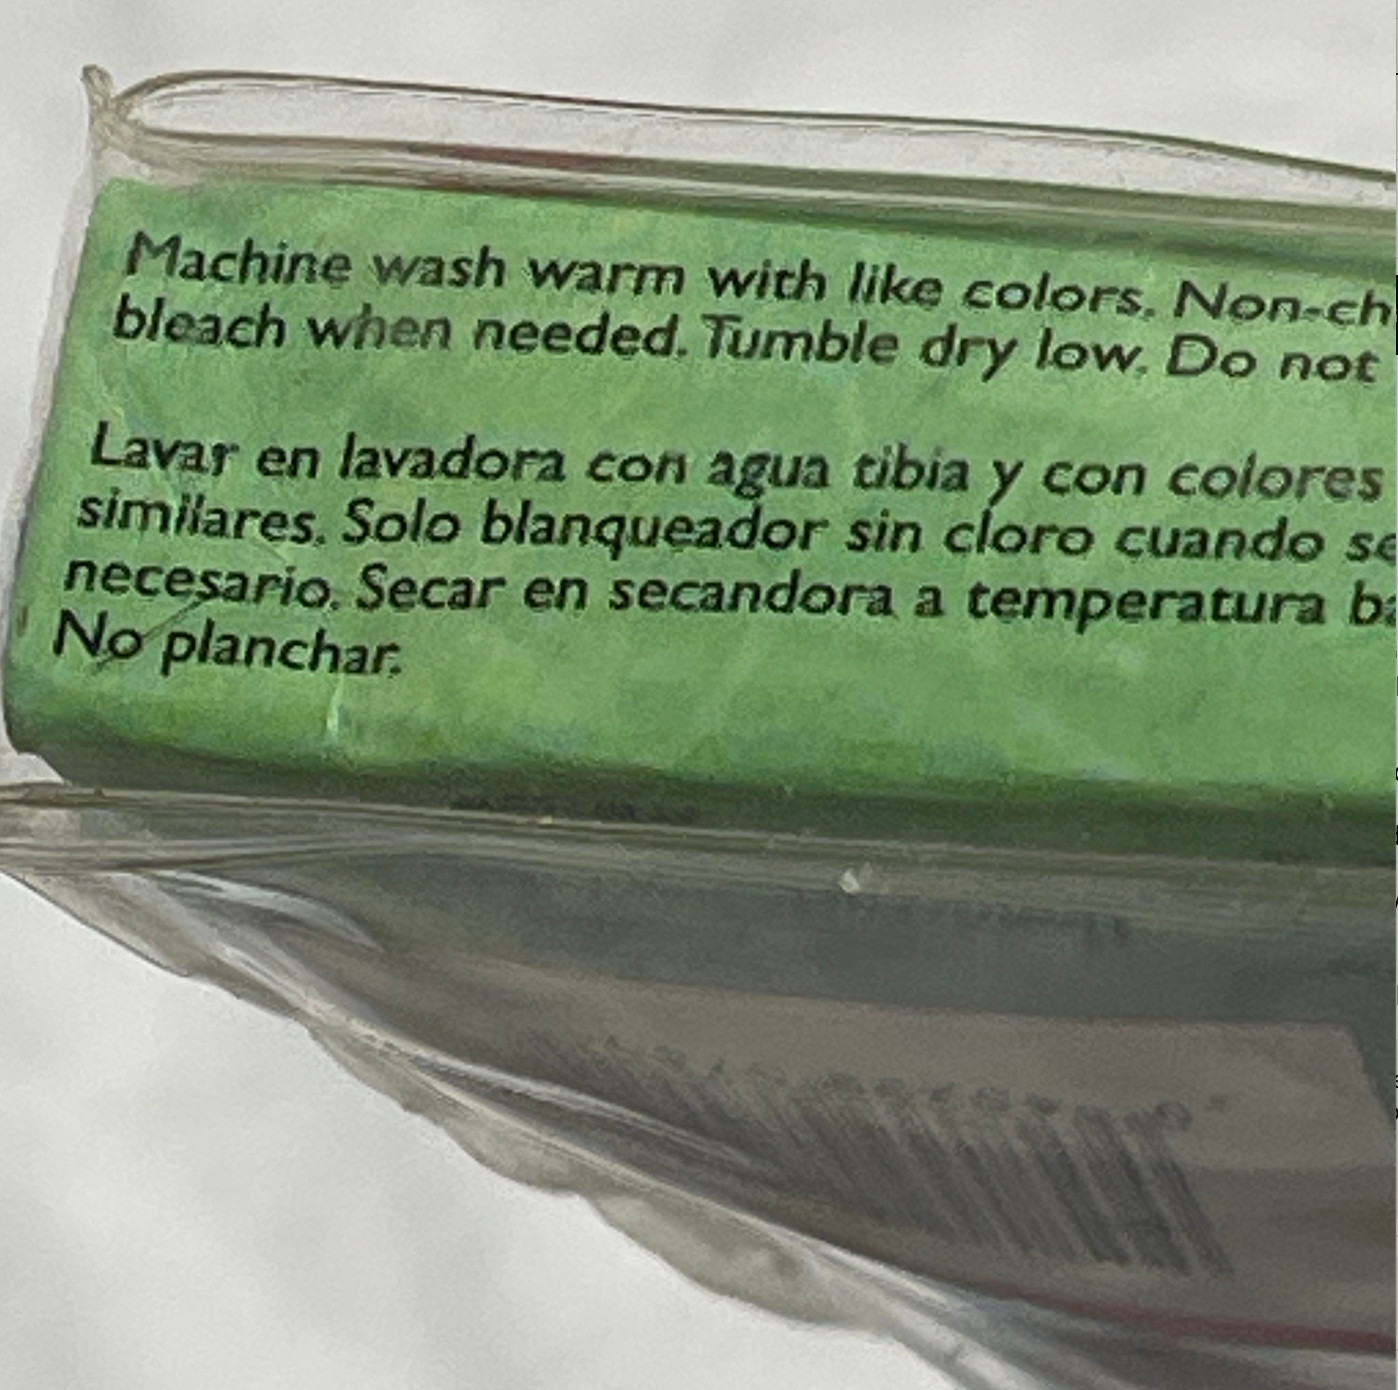 Machine wash warm with like colors. Non-ch
bleach when needed. Tumble dry low. Do not
Lavar en lavadora con agua tibia y con colores
similares. Solo blanqueador sin cloro cuando se
necesario. Secar en secandora a temperatura ba
No planchar.